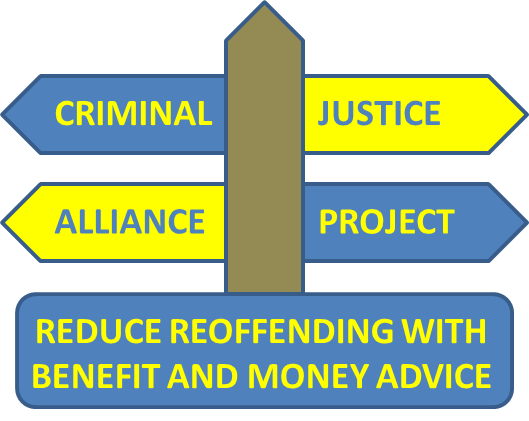 CRIMINAL JUSTICE
ALLIANCE PROJECT
REDUCE REOFFENDING WITH
BENEFIT AND MONEY ADVICE